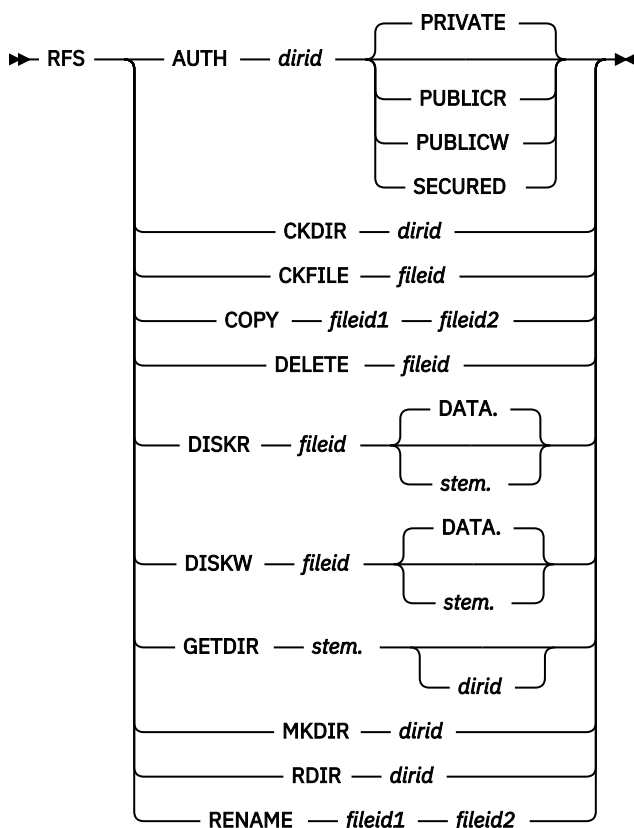 PRIVATE
RFS AUTH dirid
PUBLICR
PUBLICW
SECURED
CKDIR dirid
CKFILE fileid
COPY fileid1 fileid2
DELETE fileid
DATA.
DISKR fileid
stem.
DATA.
DISKW fileid
stem.
GETDIR stem.
dirid
MKDIR dirid
RDIR dirid
RENAME fileid1 fileid2